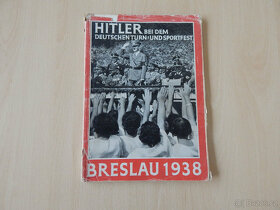 HITLER BEI DEM
DEUTSCHEN TURN=UND SPORTFEST
BRESLAU 1938